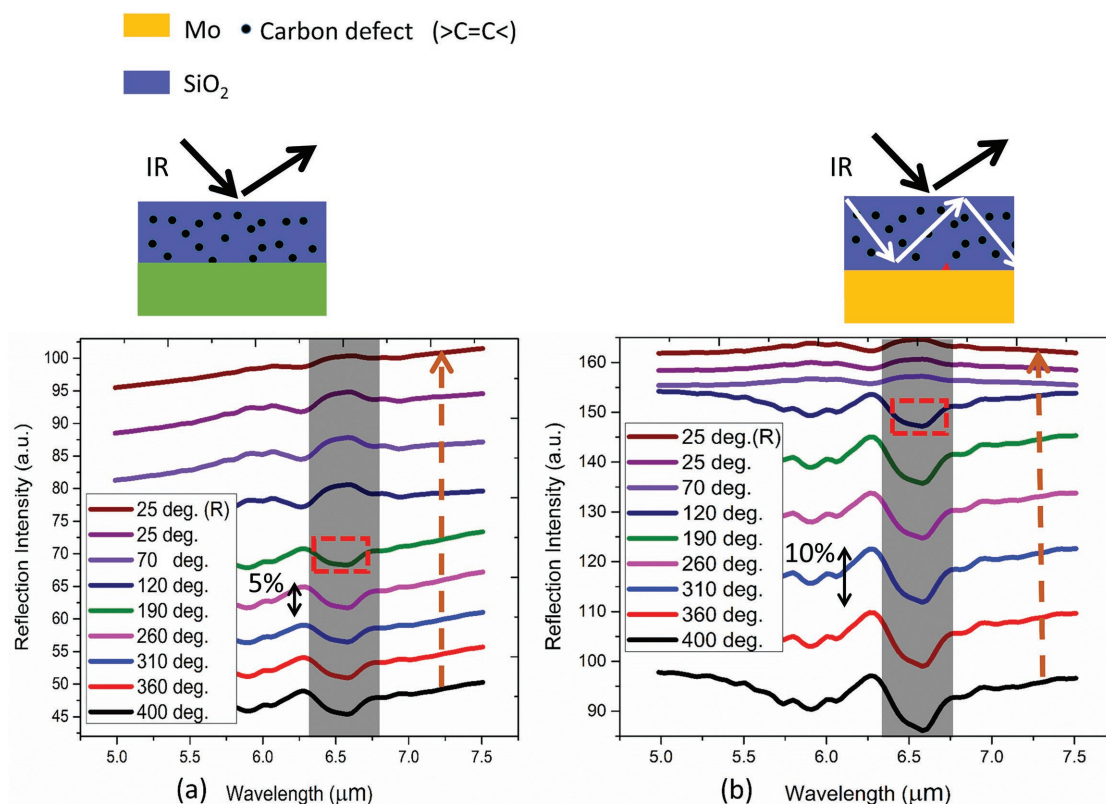 Mo • Carbon defect (>C=C<)
SiO₂
IR
IR
Reflection Intensity (a.u.)
100
95
90
85
80
75
70
65
60
55
50
45
25 deg. (R)
25 deg.
70 deg.
120 deg.
190 deg.
260 deg.
310 deg.
360 deg.
400 deg.
5%
5.0 5.5 6.0 6.5 7.0 7.5
(a) Wavelength (μm)
Reflection Intensity (a.u.)
160
150
140
130
120
110
100
90
25 deg.(R)
25 deg.
70 deg.
120 deg.
190 deg.
260 deg.
310 deg.
360 deg.
400 deg.
10%
5.0 5.5 6.0 6.5 7.0 7.5
(b) Wavelength (μm)